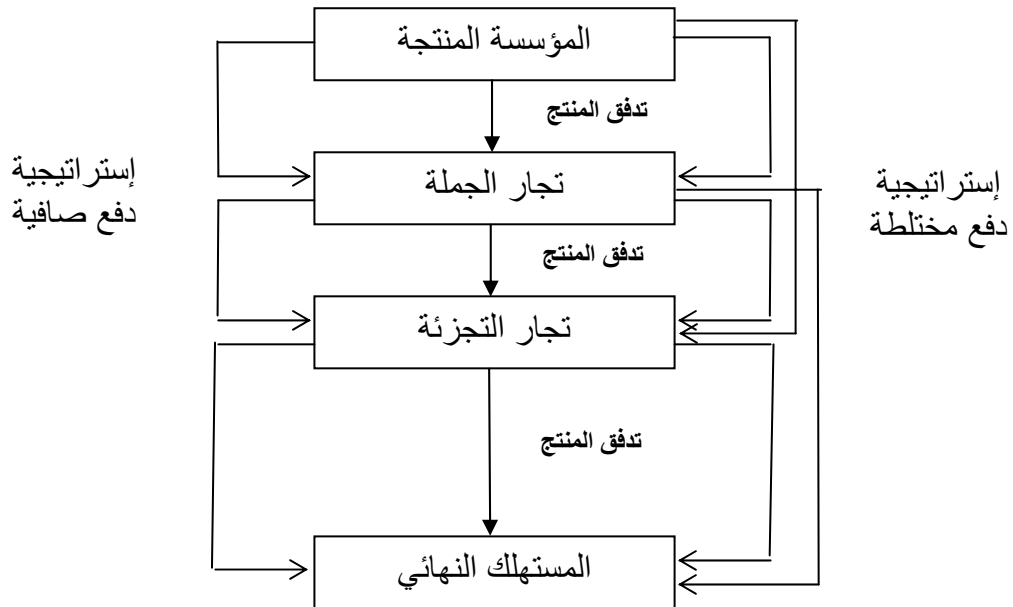 المؤسسة المنتجة
تدفق المنتج
إستراتيجية
دفع مختلطة
تجار الجملة
إستراتيجية
دفع صافية
تدفق المنتج
تجار التجزئة
تدفق المنتج
المستهلك النهائي